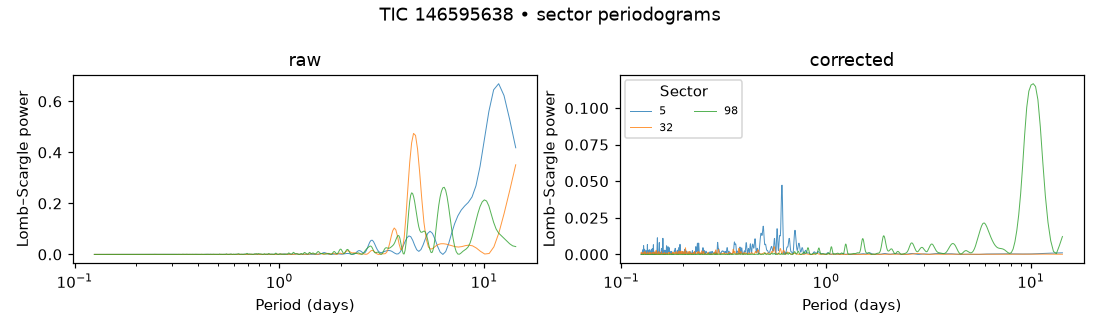 TIC 146595638 • sector periodograms
raw
corrected
Lomb–Scargle power
0.6
0.4
0.2
0.0
10⁻¹
10⁰
10¹
Period (days)
Lomb–Scargle power
0.100
0.075
0.050
0.025
0.000
Sector
5
98
32
10⁻¹
10⁰
10¹
Period (days)